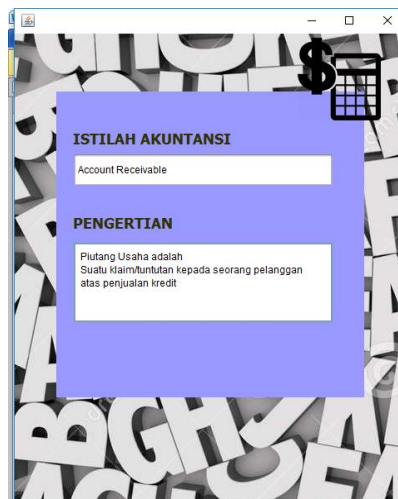 ISTILAH AKUNTANSI
Account Receivable
PENGERTIAN
Piutang Usaha adalah
Suatu klaim/tuntutan kepada seorang pelanggan
atas penjualan kredit